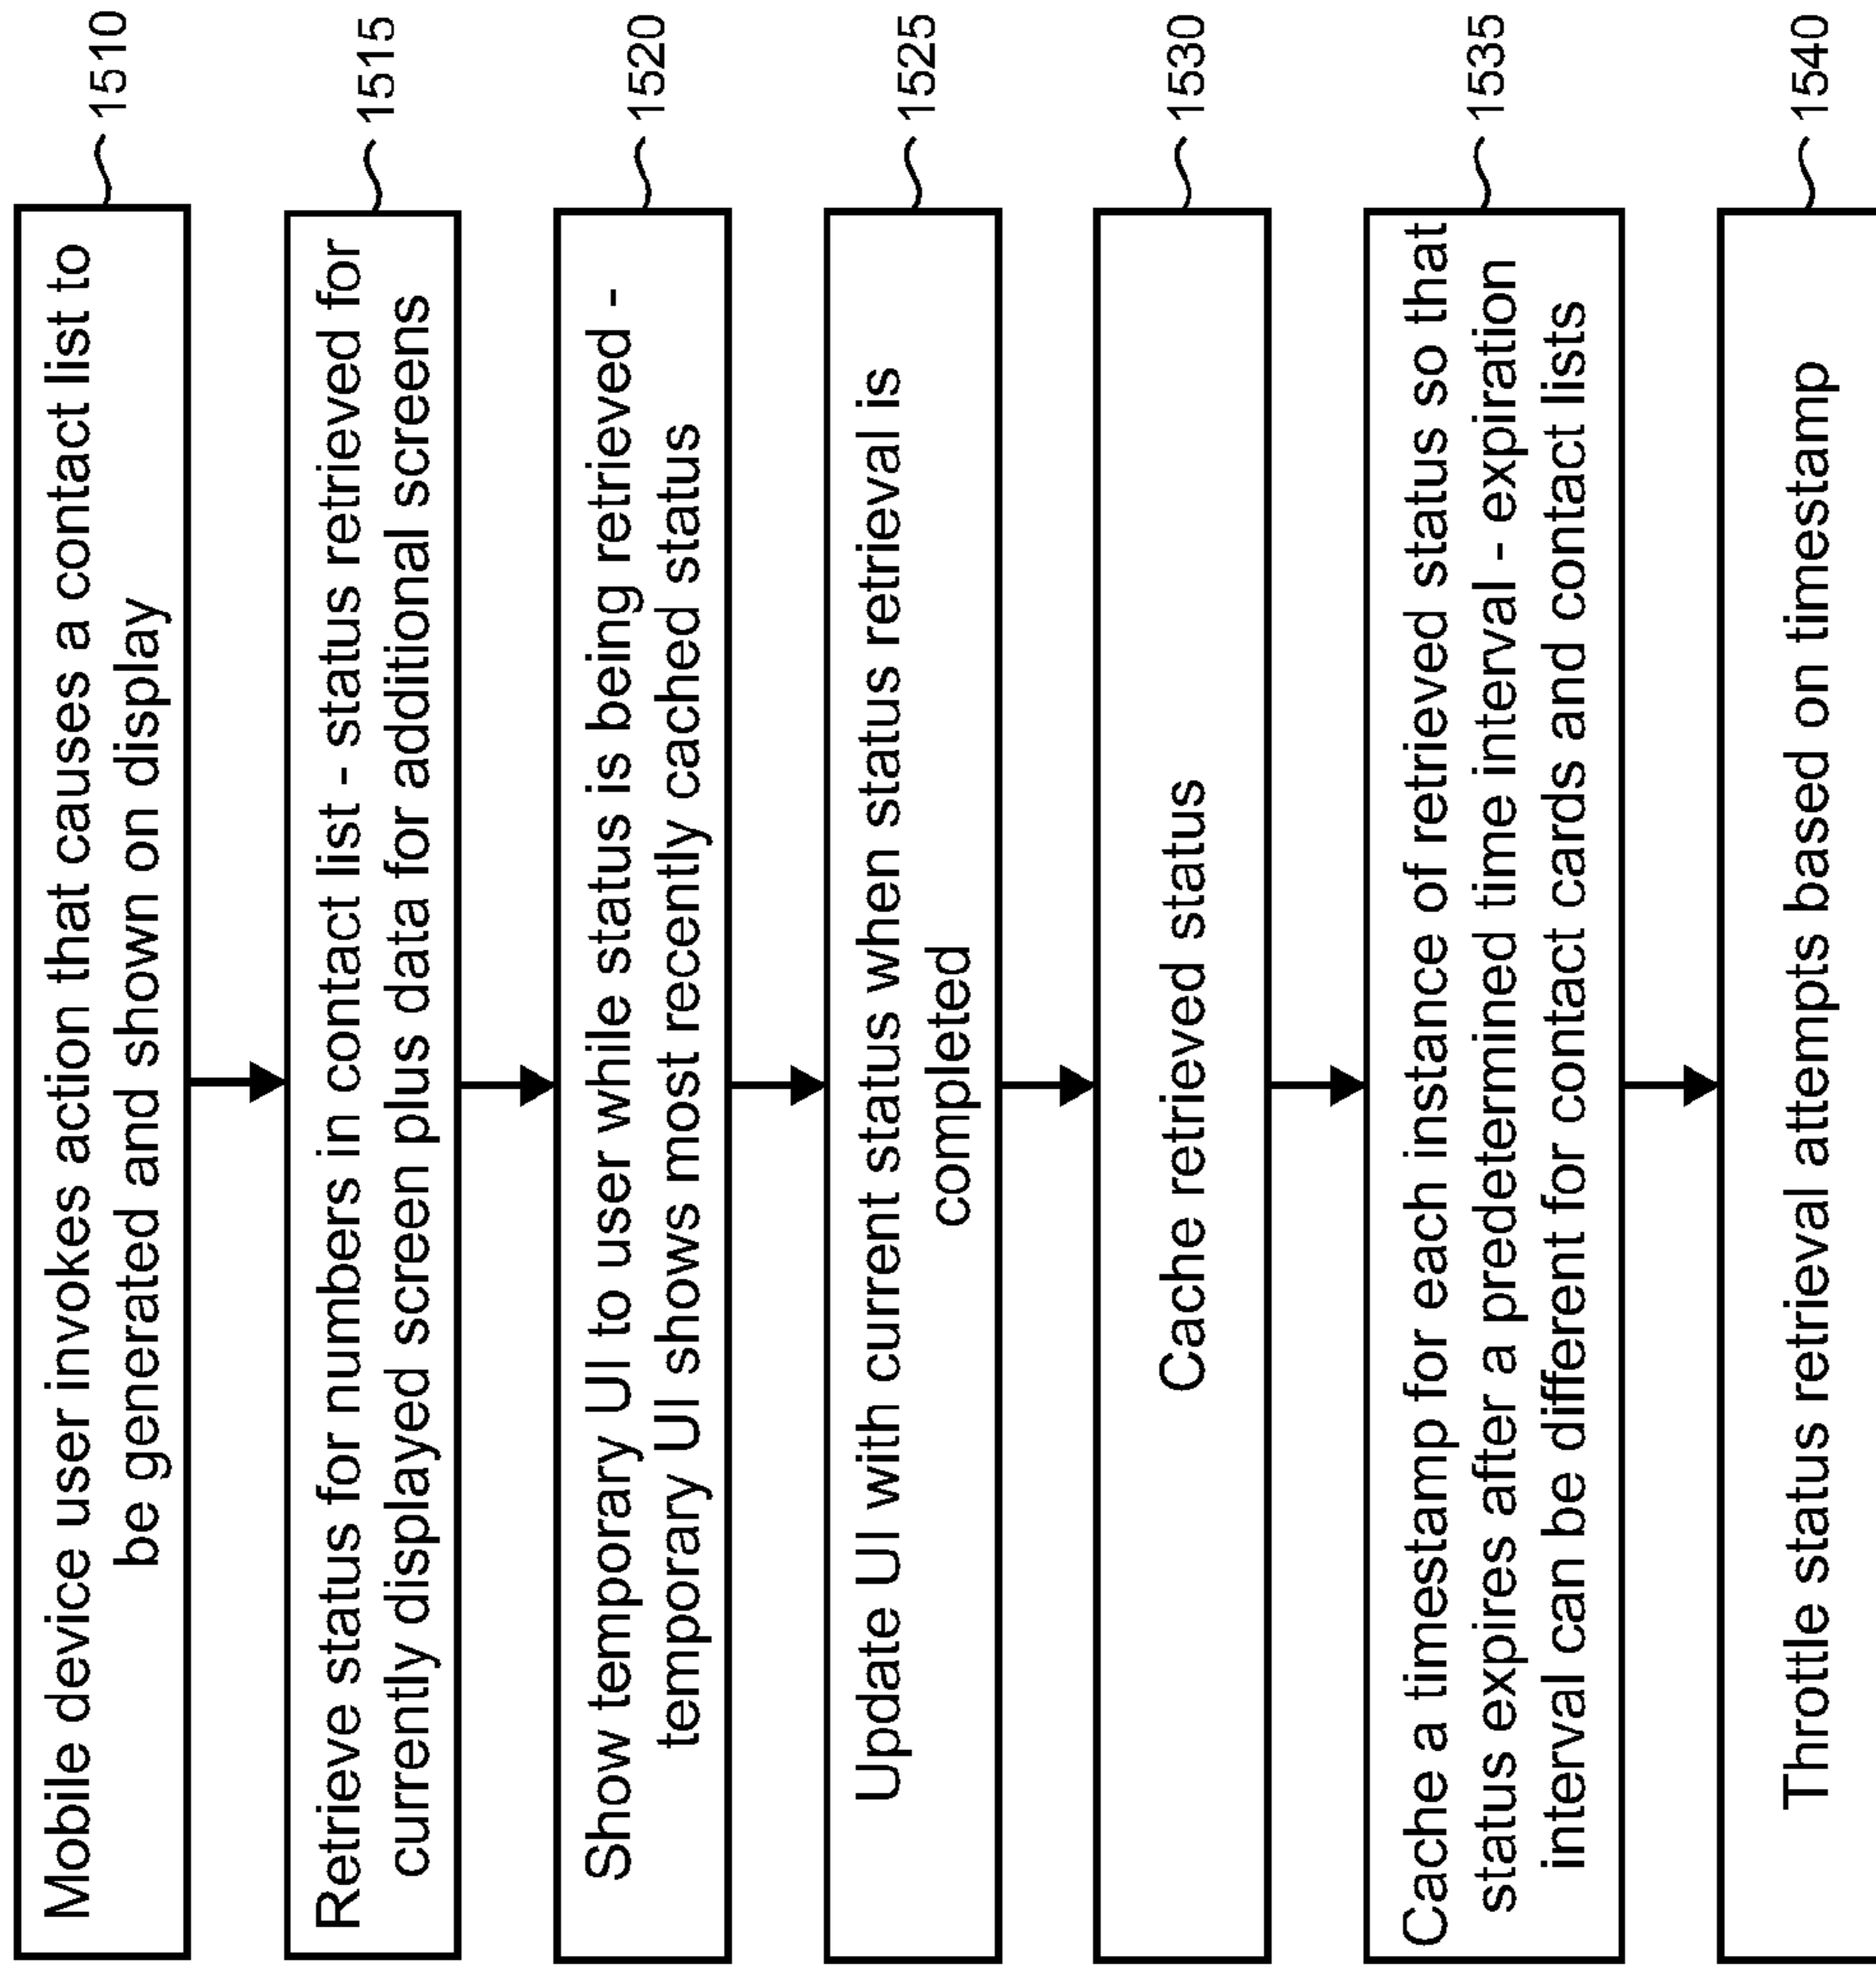 Mobile device user invokes action that causes a contact list to
be generated and shown on display
1510
Retrieve status for numbers in contact list - status retrieved for
currently displayed screen plus data for additional screens
1515
Show temporary UI to user while status is being retrieved -
temporary UI shows most recently cached status
1520
Update UI with current status when status retrieval is
completed
1525
Cache retrieved status
1530
Cache a timestamp for each instance of retrieved status so that
status expires after a predetermined time interval - expiration
interval can be different for contact cards and contact lists
1535
Throttle status retrieval attempts based on timestamp
1540